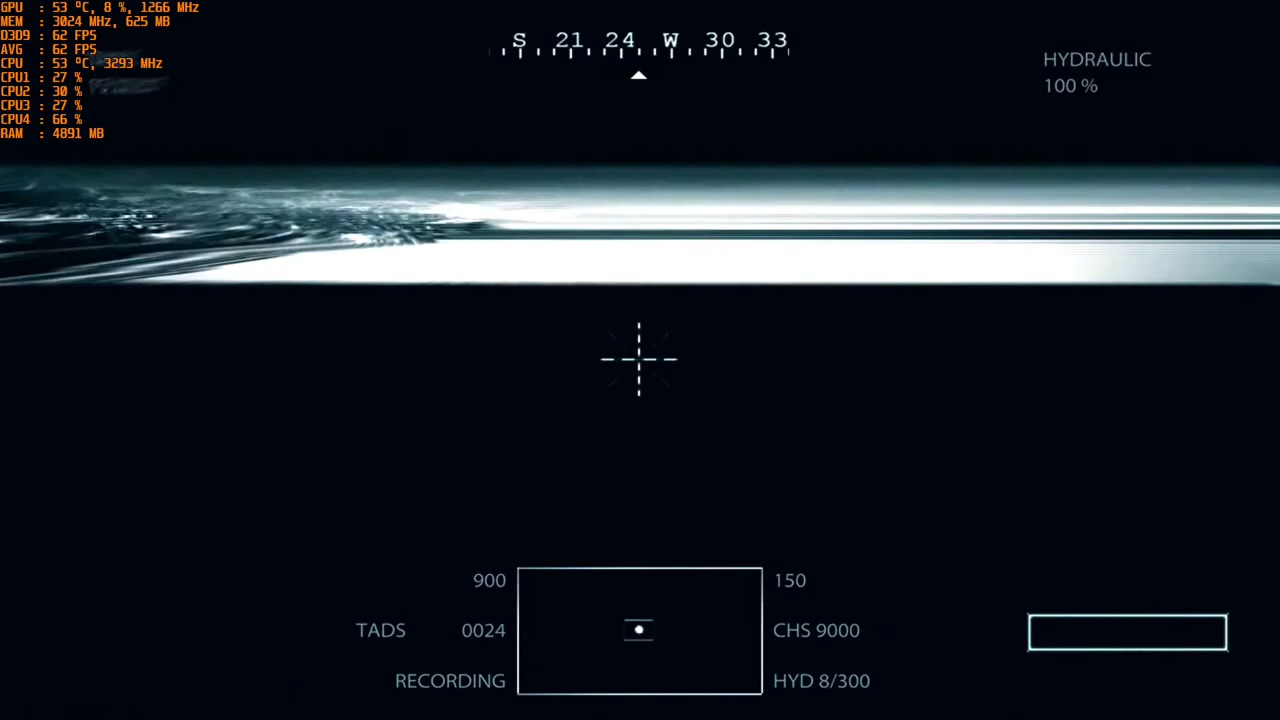 GPU : 53 ºC, 8 %, 1266 MHz
MEM : 3024 MHz, 625 MB
D3D9 : 62 FPS
AVG : 62 FPS
CPU : 53 ºC, 3293 MHz
CPU1 : 27 %
CPU2 : 30 %
CPU3 : 27 %
CPU4 : 66 %
RAM : 4891 MB
S 21 24 W 30 33
HYDRAULIC
100 %
900 150
TADS 0024 CHS 9000
RECORDING HYD 8/300